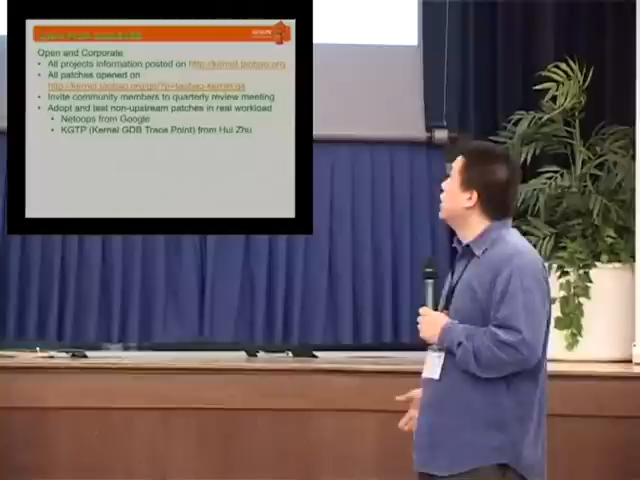 Open and Corporate
• All projects information posted on http://kernel.taobao.org
• All patches opened on
• Invite community members to quarterly review meeting
• Adopt and test non-upstream patches in real workload
• Netoops from Google
• KGTP (Kernel GDB Trace Point) from Hui Zhu